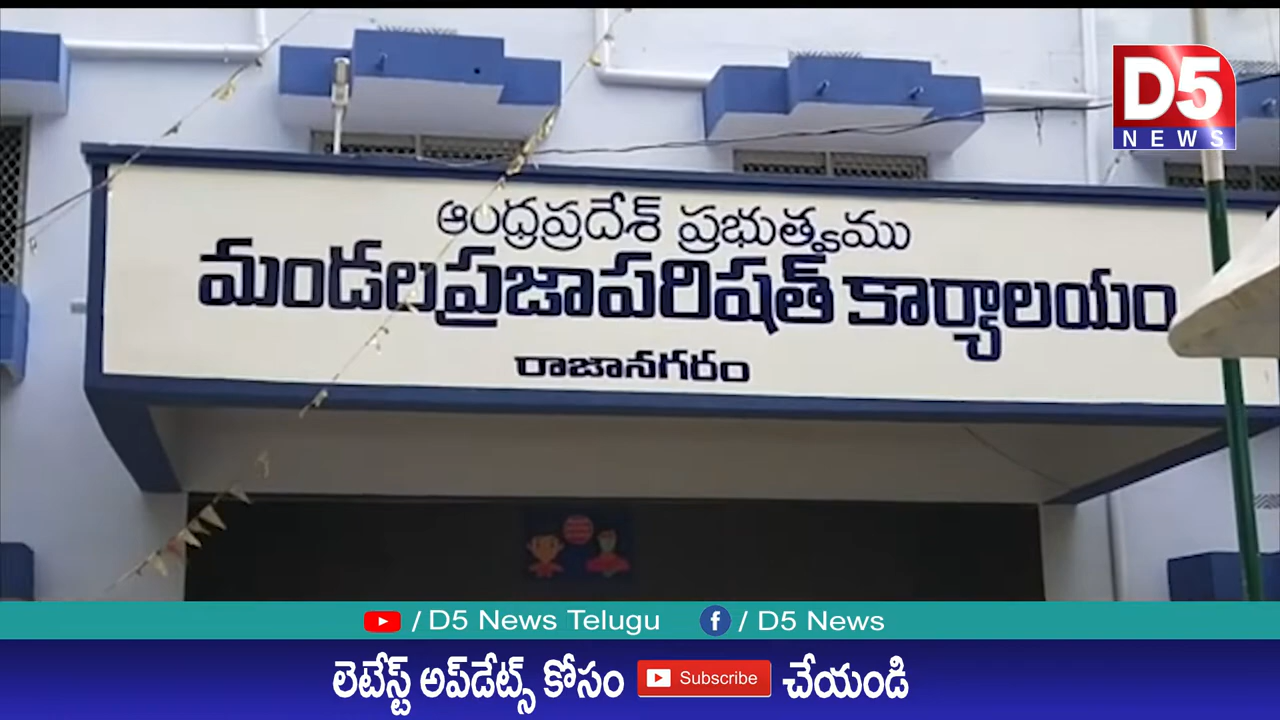 D5
NEWS
ఆంధ్రప్రదేశ్ ప్రభుత్వము
మండలప్రజాపరిషత్ కార్యాలయం
రాజానగరం
/ D5 News Telugu
f / D5 News
లెటేస్ట్ అప్‌డేట్స్ కోసం Subscribe చేయండి